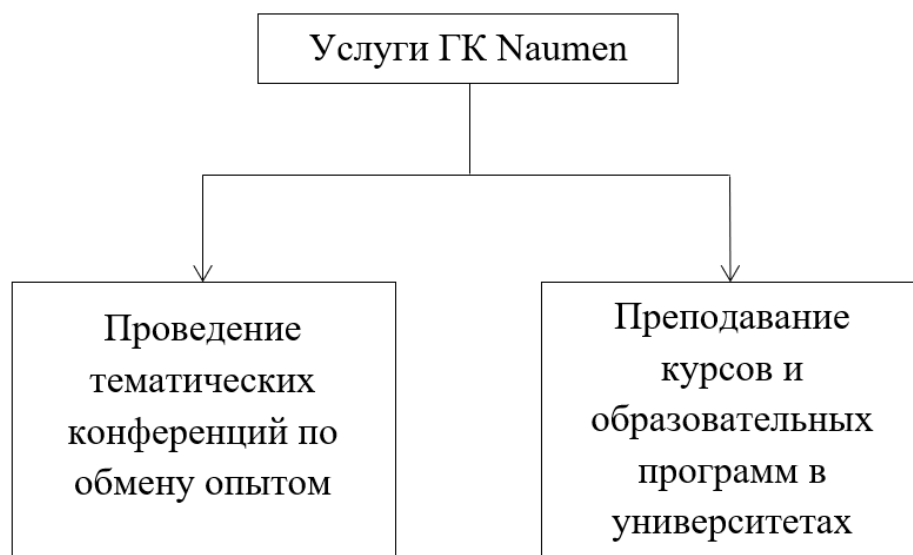 Услуги ГК Naumen
Проведение
тематических
конференций по
обмену опытом
Преподавание
курсов и
образовательных
программ в
университетах